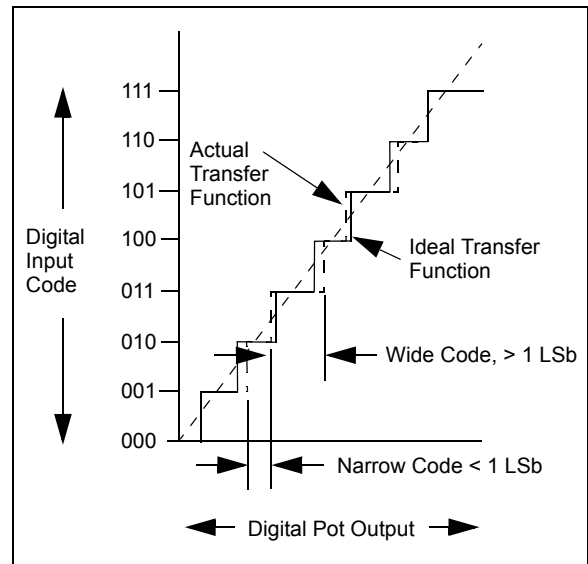 111
110
Actual
Transfer
Function
101
Digital
Input
Code
100
Ideal Transfer
Function
011
010
Wide Code, > 1 LSb
001
000
Narrow Code < 1 LSb
Digital Pot Output